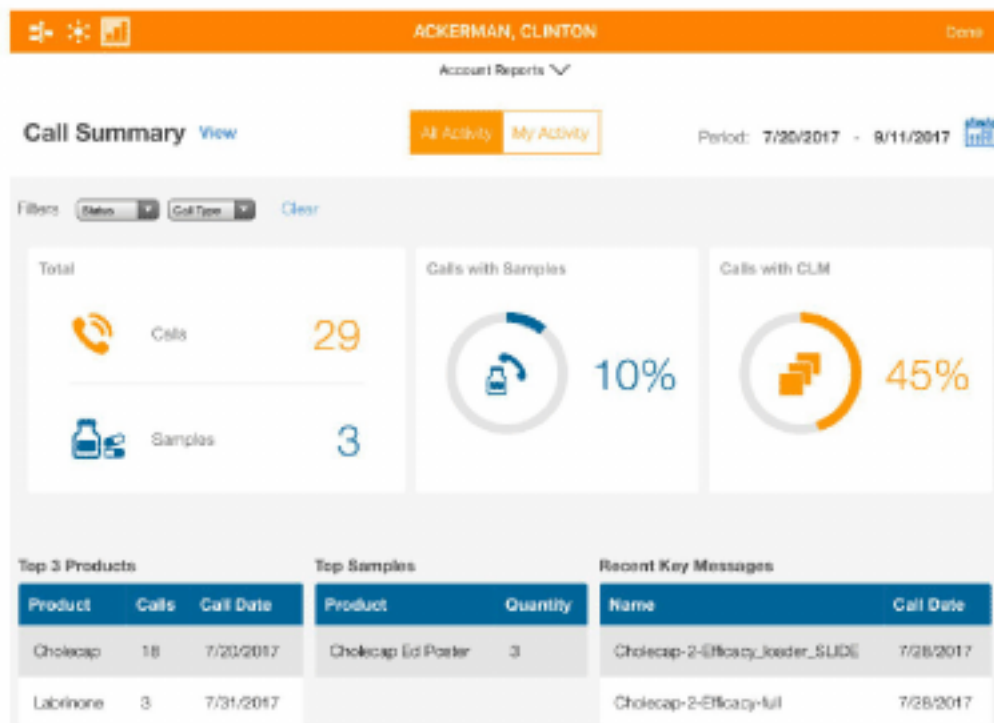 ACKERMAN, CLINTON
Done
Account Reports
Call Summary View
All Activity My Activity
Period: 7/20/2017 - 9/11/2017
Filters Status Call Type Clear
Total
Calls 29
Samples 3
Calls with Samples
10%
Calls with CLM
45%
Top 3 Products
Product Calls Call Date
Cholecap 18 7/20/2017
Labrinone 3 7/31/2017
Top Samples
Product Quantity
Cholecap Ed Poster 3
Recent Key Messages
Name Call Date
Cholecap-2-Efficacy_loader_SLIDE 7/28/2017
Cholecap-2-Efficacy-full 7/28/2017